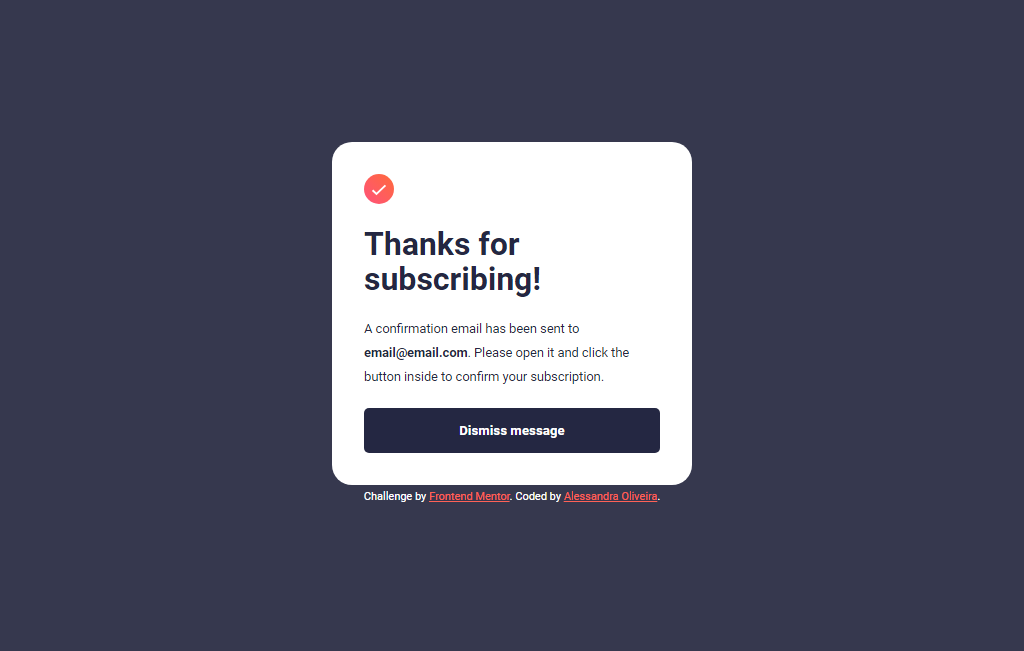 Thanks for
subscribing!
A confirmation email has been sent to
email@email.com. Please open it and click the
button inside to confirm your subscription.
Dismiss message
Challenge by Frontend Mentor. Coded by Alessandra Oliveira.